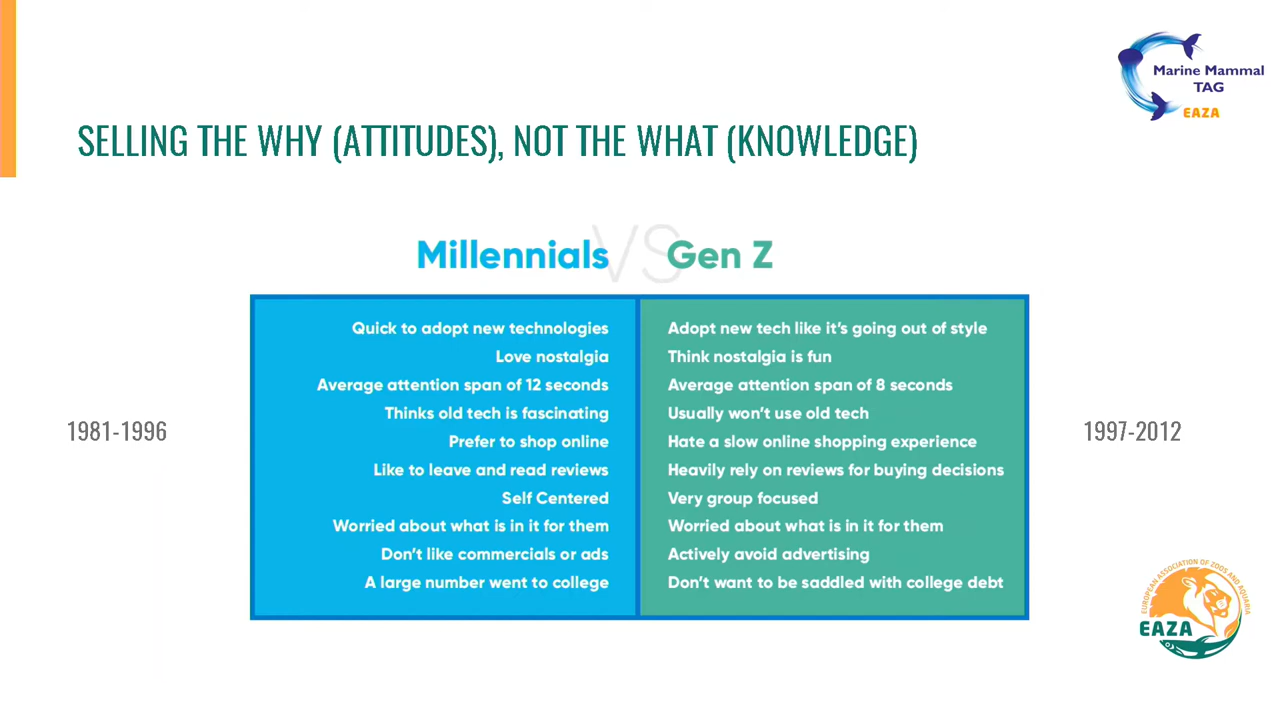 Marine Mammal
TAG
EAZA
SELLING THE WHY (ATTITUDES), NOT THE WHAT (KNOWLEDGE)
Millennials VS Gen Z
1981-1996
Quick to adopt new technologies
Love nostalgia
Average attention span of 12 seconds
Thinks old tech is fascinating
Prefer to shop online
Like to leave and read reviews
Self Centered
Worried about what is in it for them
Don't like commercials or ads
A large number went to college
Adopt new tech like it's going out of style
Think nostalgia is fun
Average attention span of 8 seconds
Usually won't use old tech
Hate a slow online shopping experience
Heavily rely on reviews for buying decisions
Very group focused
Worried about what is in it for them
Actively avoid advertising
Don't want to be saddled with college debt
1997-2012
EUROPEAN ASSOCIATION OF ZOOS AND AQUARIA
EAZA